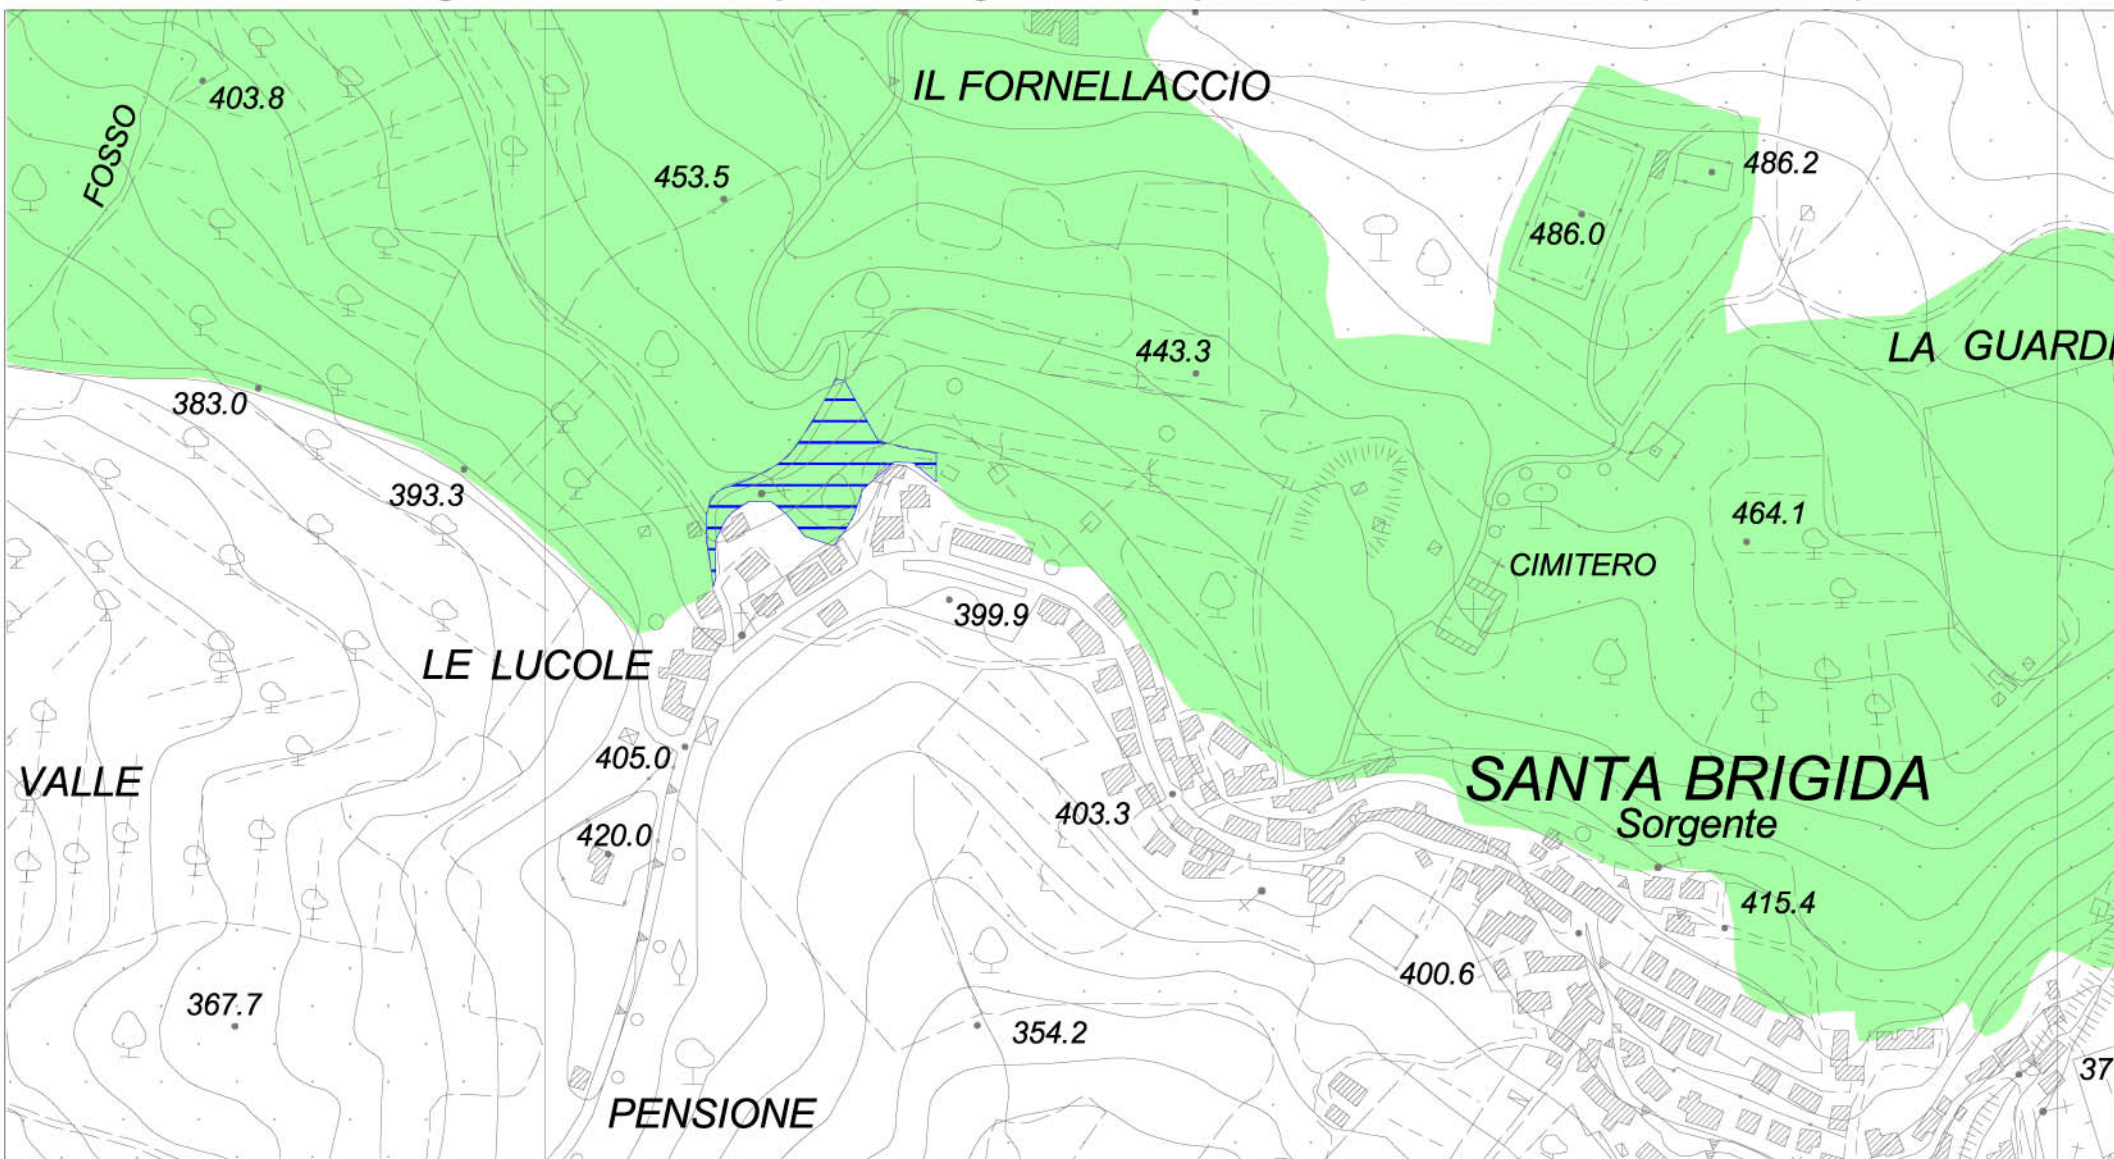 IL FORNELLACCIO
403.8
FOSSO
453.5
486.2
486.0
443.3
LA GUARDI
383.0
393.3
464.1
CIMITERO
399.9
LE LUCOLE
405.0
VALLE
SANTA BRIGIDA
Sorgente
403.3
420.0
415.4
400.6
367.7
354.2
37
PENSIONE